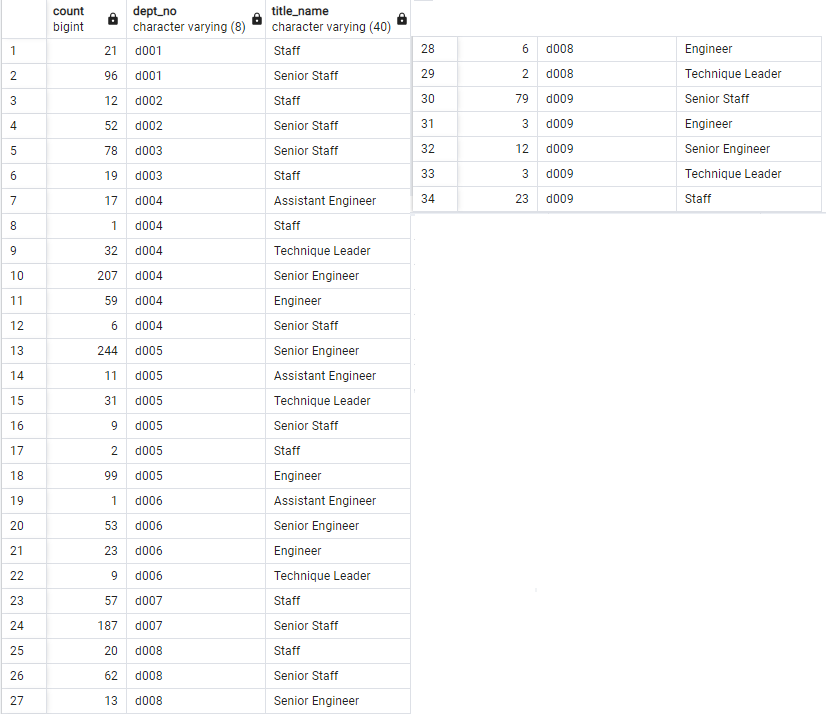 count dept_no title_name
bigint character varying (8) character varying (40)
1 21 d001 Staff
2 96 d001 Senior Staff
3 12 d002 Staff
4 52 d002 Senior Staff
5 78 d003 Senior Staff
6 19 d003 Staff
7 17 d004 Assistant Engineer
8 1 d004 Staff
9 32 d004 Technique Leader
10 207 d004 Senior Engineer
11 59 d004 Engineer
12 6 d004 Senior Staff
13 244 d005 Senior Engineer
14 11 d005 Assistant Engineer
15 31 d005 Technique Leader
16 9 d005 Senior Staff
17 2 d005 Staff
18 99 d005 Engineer
19 1 d006 Assistant Engineer
20 53 d006 Senior Engineer
21 23 d006 Engineer
22 9 d006 Technique Leader
23 57 d007 Staff
24 187 d007 Senior Staff
25 20 d008 Staff
26 62 d008 Senior Staff
27 13 d008 Senior Engineer
28 6 d008 Engineer
29 2 d008 Technique Leader
30 79 d009 Senior Staff
31 3 d009 Engineer
32 12 d009 Senior Engineer
33 3 d009 Technique Leader
34 23 d009 Staff